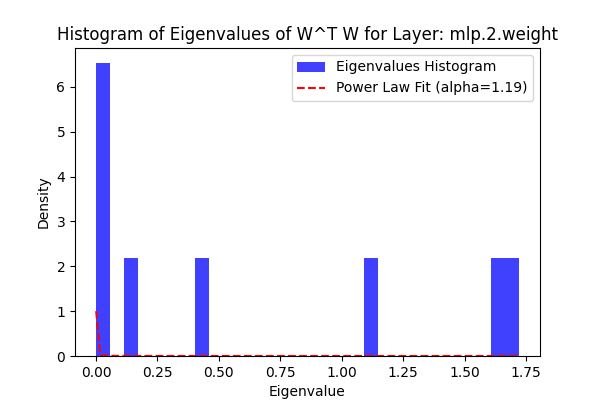 Histogram of Eigenvalues of W^T W for Layer: mlp.2.weight
Eigenvalues Histogram
Power Law Fit (alpha=1.19)
Density
6
5
4
3
2
1
0
0.00 0.25 0.50 0.75 1.00 1.25 1.50 1.75
Eigenvalue